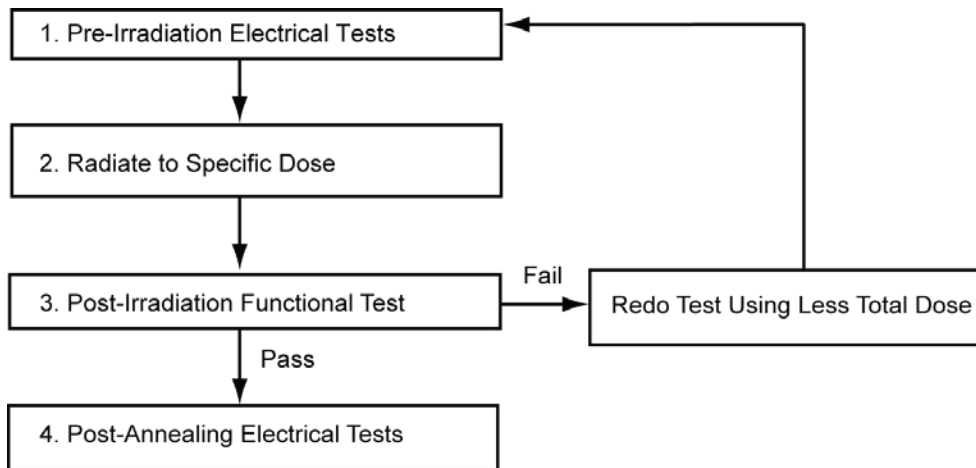 1. Pre-Irradiation Electrical Tests
2. Radiate to Specific Dose
3. Post-Irradiation Functional Test
Fail
Redo Test Using Less Total Dose
Pass
4. Post-Annealing Electrical Tests